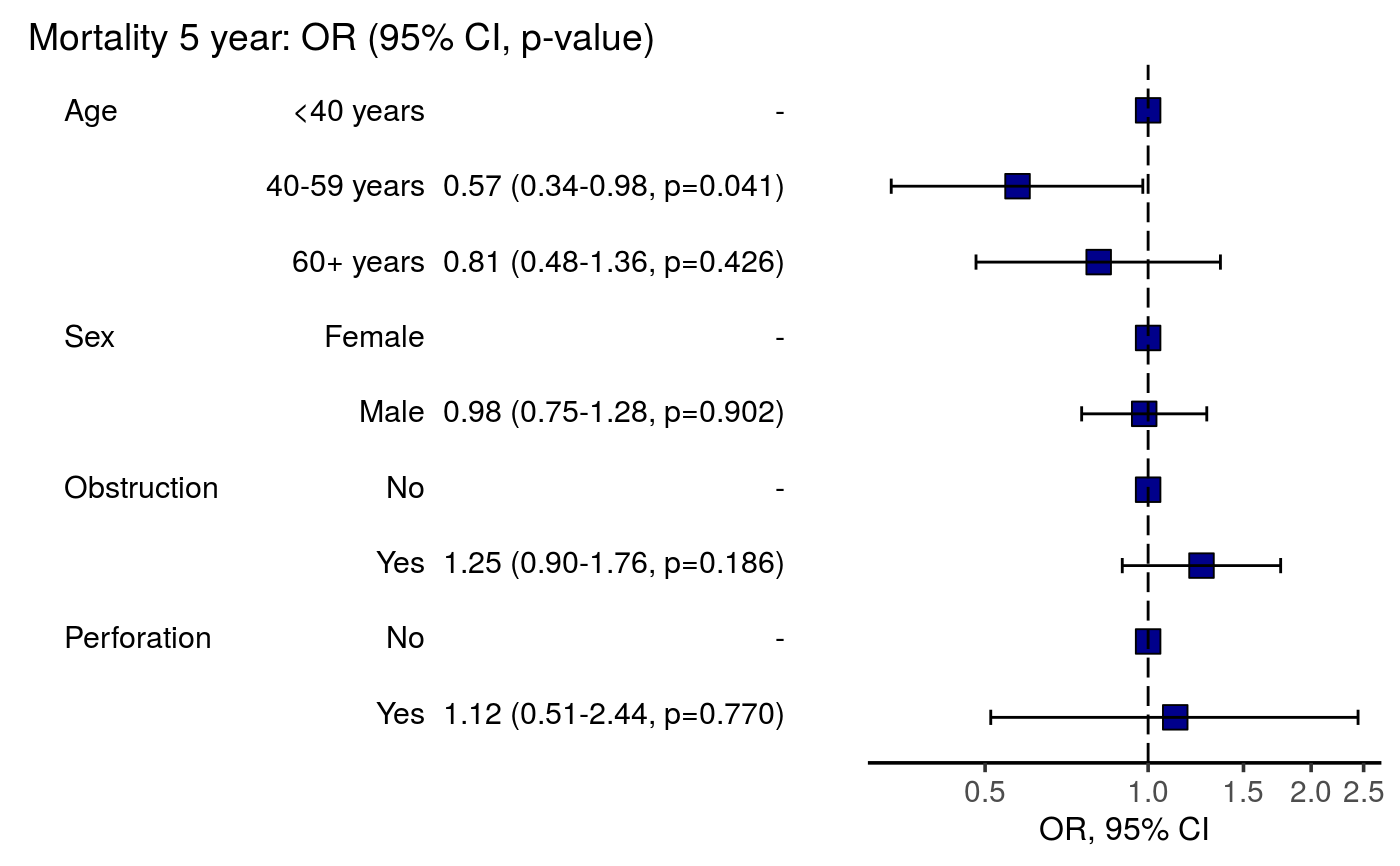 Mortality 5 year: OR (95% CI, p-value)
Age <40 years -
40-59 years 0.57 (0.34-0.98, p=0.041)
60+ years 0.81 (0.48-1.36, p=0.426)
Sex Female -
Male 0.98 (0.75-1.28, p=0.902)
Obstruction No -
Yes 1.25 (0.90-1.76, p=0.186)
Perforation No -
Yes 1.12 (0.51-2.44, p=0.770)
0.5 1.0 1.5 2.0 2.5
OR, 95% CI